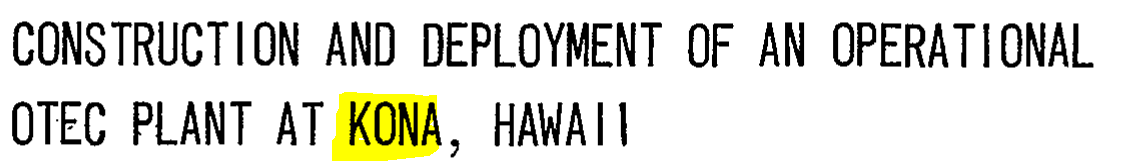 CONSTRUCTION AND DEPLOYMENT OF AN OPERATIONAL
OTEC PLANT AT KONA, HAWAII